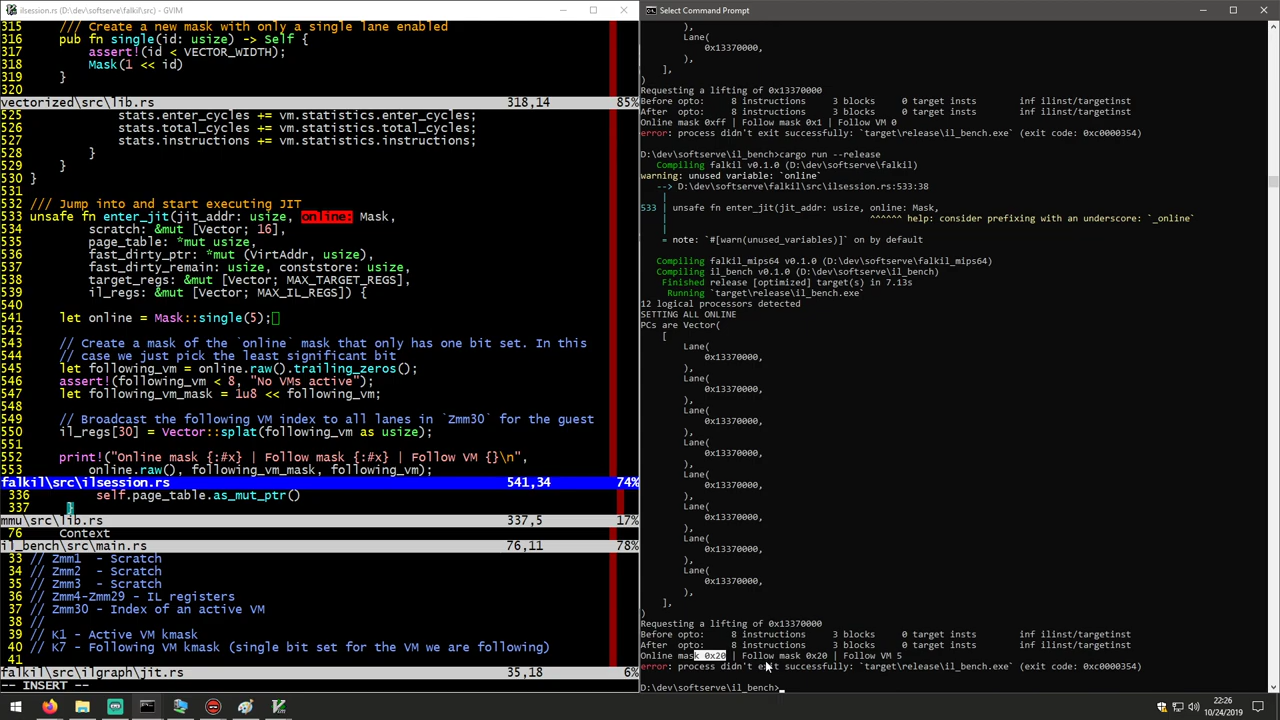 ilsession.rs (D:\dev\softserve\falkil\src) - GVIM
315     /// Create a new mask with only a single lane enabled
316     pub fn single(id: usize) -> Self {
317         assert!(id < VECTOR_WIDTH);
318         Mask(1 << id)
319     }
320
vectorized\src\lib.rs 318,14 85%
525             stats.enter_cycles += vm.statistics.enter_cycles;
526             stats.total_cycles += vm.statistics.total_cycles;
527             stats.instructions += vm.statistics.instructions;
528         }
529     }
530 }
531
532 /// Jump into and start executing JIT
533 unsafe fn enter_jit(jit_addr: usize, online: Mask,
534     scratch: &mut [Vector; 16],
535     page_table: *mut usize,
536     fast_dirty_ptr: *mut (VirtAddr, usize),
537     fast_dirty_remain: usize, conststore: usize,
538     target_regs: &mut [Vector; MAX_TARGET_REGS],
539     il_regs: &mut [Vector; MAX_IL_REGS]) {
540
541     let online = Mask::single(5);
542
543     // Create a mask of the `online` mask that only has one bit set. In this
544     // case we just pick the least significant bit
545     let following_vm = online.raw().trailing_zeros();
546     assert!(following_vm < 8, "No VMs active");
547     let following_vm_mask = 1u8 << following_vm;
548
549     // Broadcast the following VM index to all lanes in `Zmm30` for the guest
550     il_regs[30] = Vector::splat(following_vm as usize);
551
552     print!("Online mask {:#x} | Follow mask {:#x} | Follow VM {}\n",
553         online.raw(), following_vm_mask, following_vm);
falkil\src\ilsession.rs 541,34 74%
336         self.page_table.as_mut_ptr()
337     }
mmu\src\lib.rs 337,5 17%
76     Context
il_bench\src\main.rs 76,11 78%
33 // Zmm1  - Scratch
34 // Zmm2  - Scratch
35 // Zmm3  - Scratch
36 // Zmm4-Zmm29 - IL registers
37 // Zmm30 - Index of an active VM
38 //
39 // K1 - Active VM kmask
40 // K7 - Following VM kmask (single bit set for the VM we are following)
41
falkil\src\ilgraph\jit.rs 35,18 6%
-- INSERT --
Select Command Prompt
),
Lane(
0x13370000,
),
],
)
Requesting a lifting of 0x13370000
Before opto:     8 instructions     3 blocks     0 target insts     inf ilinst/targetinst
After  opto:     8 instructions     3 blocks     0 target insts     inf ilinst/targetinst
Online mask 0xff | Follow mask 0x1 | Follow VM 0
error: process didn't exit successfully: `target\release\il_bench.exe` (exit code: 0xc0000354)
D:\dev\softserve\il_bench>cargo run --release
Compiling falkil v0.1.0 (D:\dev\softserve\falkil)
warning: unused variable: `online`
--> D:\dev\softserve\falkil\src\ilsession.rs:533:38
|
533 | unsafe fn enter_jit(jit_addr: usize, online: Mask,
| ^^^^^^ help: consider prefixing with an underscore: `_online`
|
= note: `#[warn(unused_variables)]` on by default
Compiling falkil_mips64 v0.1.0 (D:\dev\softserve\falkil_mips64)
Compiling il_bench v0.1.0 (D:\dev\softserve\il_bench)
Finished release [optimized] target(s) in 7.13s
Running `target\release\il_bench.exe`
12 logical processors detected
SETTING ALL ONLINE
PCs are Vector(
[
Lane(
0x13370000,
),
Lane(
0x13370000,
),
Lane(
0x13370000,
),
Lane(
0x13370000,
),
Lane(
0x13370000,
),
Lane(
0x13370000,
),
Lane(
0x13370000,
),
Lane(
0x13370000,
),
],
)
Requesting a lifting of 0x13370000
Before opto:     8 instructions     3 blocks     0 target insts     inf ilinst/targetinst
After  opto:     8 instructions     3 blocks     0 target insts     inf ilinst/targetinst
Online mask 0x20 | Follow mask 0x20 | Follow VM 5
error: process didn't exit successfully: `target\release\il_bench.exe` (exit code: 0xc0000354)
D:\dev\softserve\il_bench>
22:26
10/24/2019